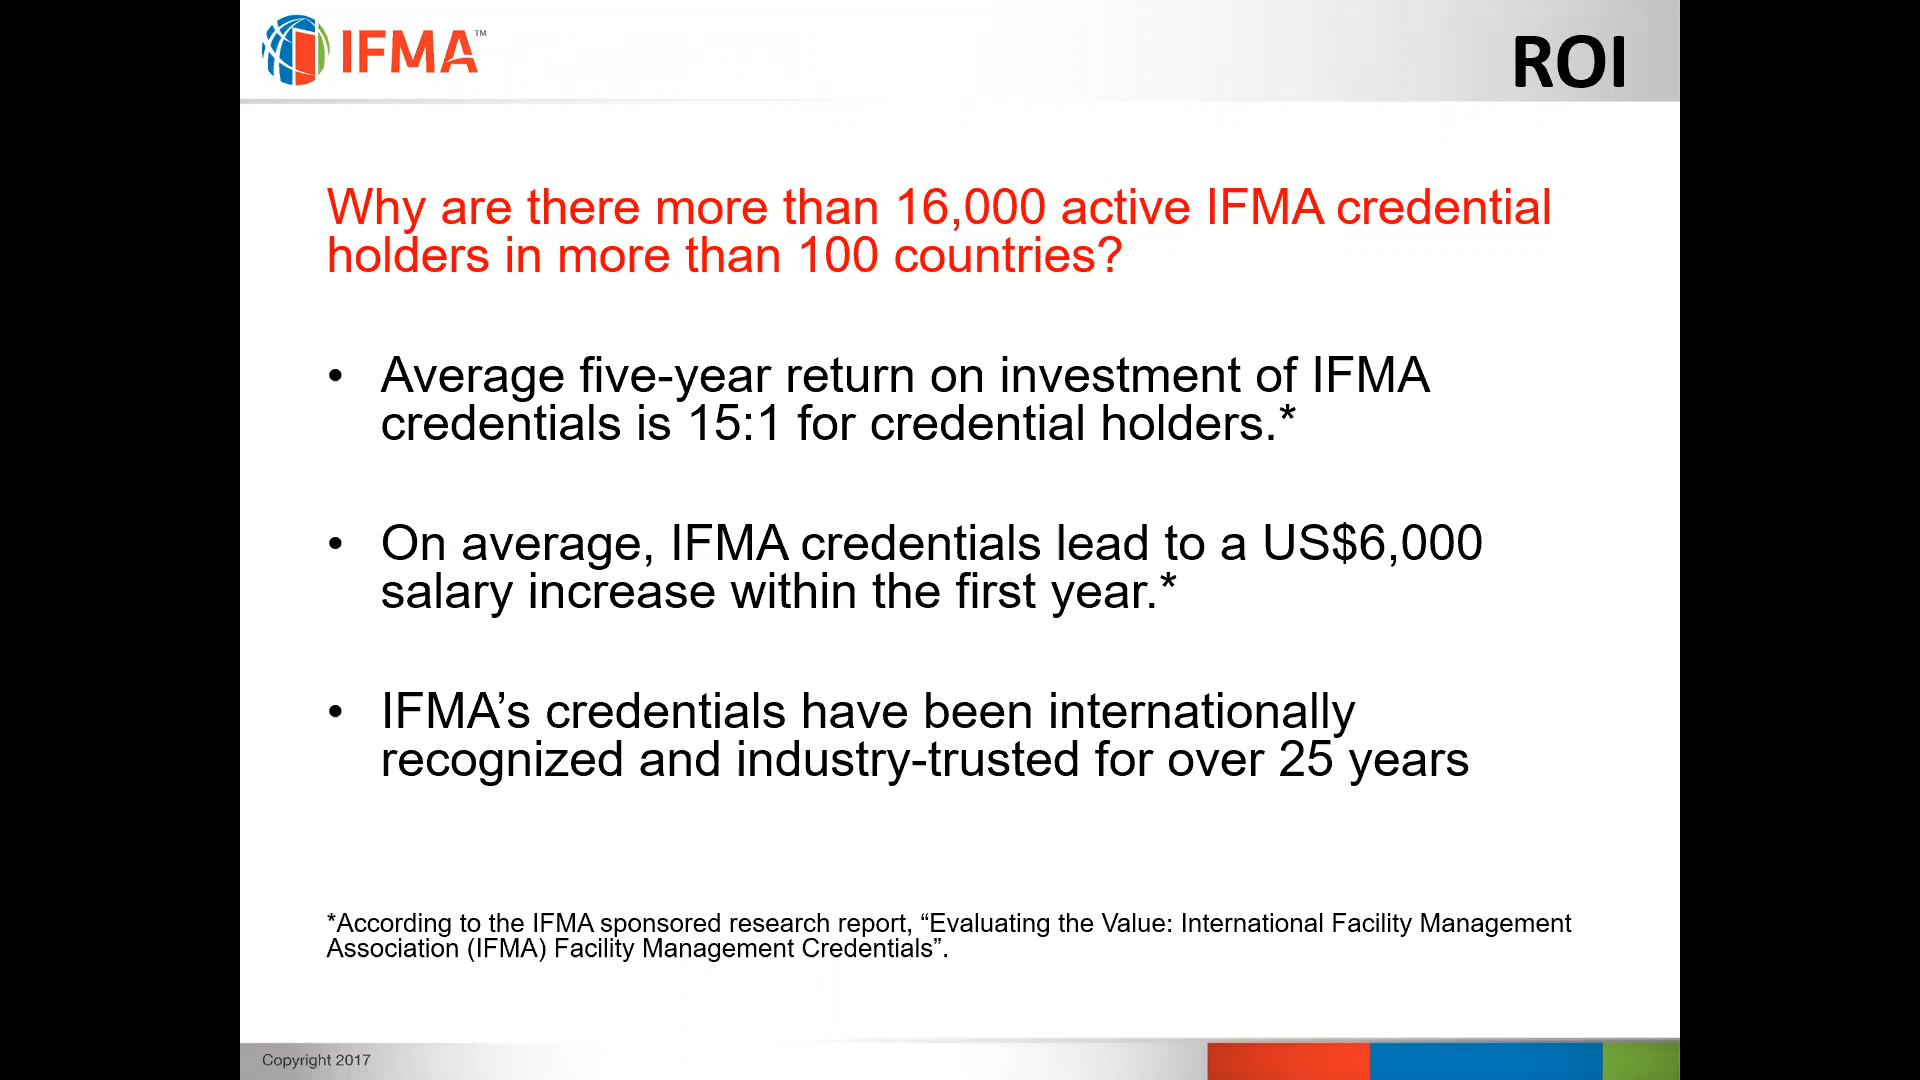 IFMA™
ROI
Why are there more than 16,000 active IFMA credential
holders in more than 100 countries?
• Average five-year return on investment of IFMA
credentials is 15:1 for credential holders.*
• On average, IFMA credentials lead to a US$6,000
salary increase within the first year.*
• IFMA’s credentials have been internationally
recognized and industry-trusted for over 25 years
*According to the IFMA sponsored research report, “Evaluating the Value: International Facility Management
Association (IFMA) Facility Management Credentials”.
Copyright 2017